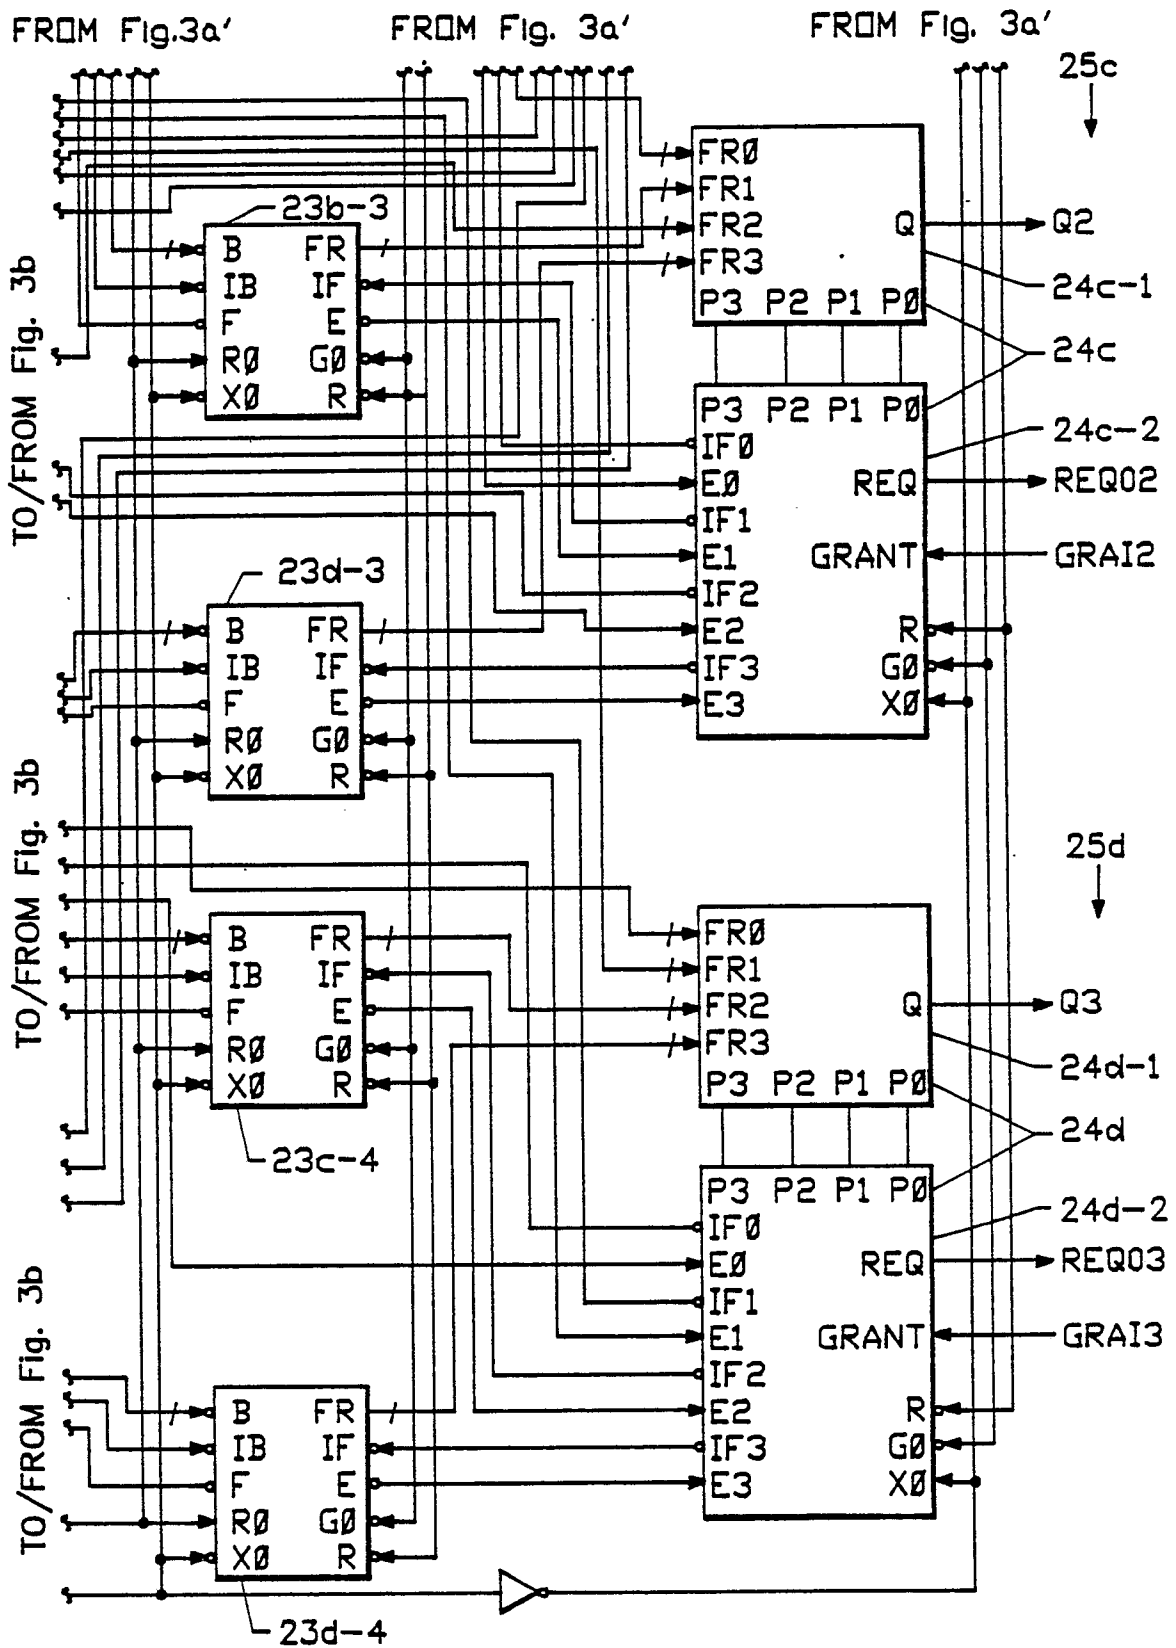 FROM Fig.3a'
FROM Fig. 3a'
FROM Fig. 3a'
25c
TO/FROM Fig. 3b
23b-3
B FR
IB IF
F E
RØ GØ
XØ R
FRØ
FR1
FR2
FR3
Q
P3 P2 P1 PØ
Q2
24c-1
24c
P3 P2 P1 PØ
IFØ
EØ
IF1
E1
IF2
E2
IF3
E3
REQ
GRANT
R
GØ
XØ
24c-2
REQO2
GRAI2
23d-3
B FR
IB IF
F E
RØ GØ
XØ R
TO/FROM Fig. 3b
25d
23c-4
B FR
IB IF
F E
RØ GØ
XØ R
FRØ
FR1
FR2
FR3
Q
P3 P2 P1 PØ
Q3
24d-1
24d
P3 P2 P1 PØ
IFØ
EØ
IF1
E1
IF2
E2
IF3
E3
REQ
GRANT
R
GØ
XØ
24d-2
REQO3
GRAI3
TO/FROM Fig. 3b
B FR
IB IF
F E
RØ GØ
XØ R
23d-4